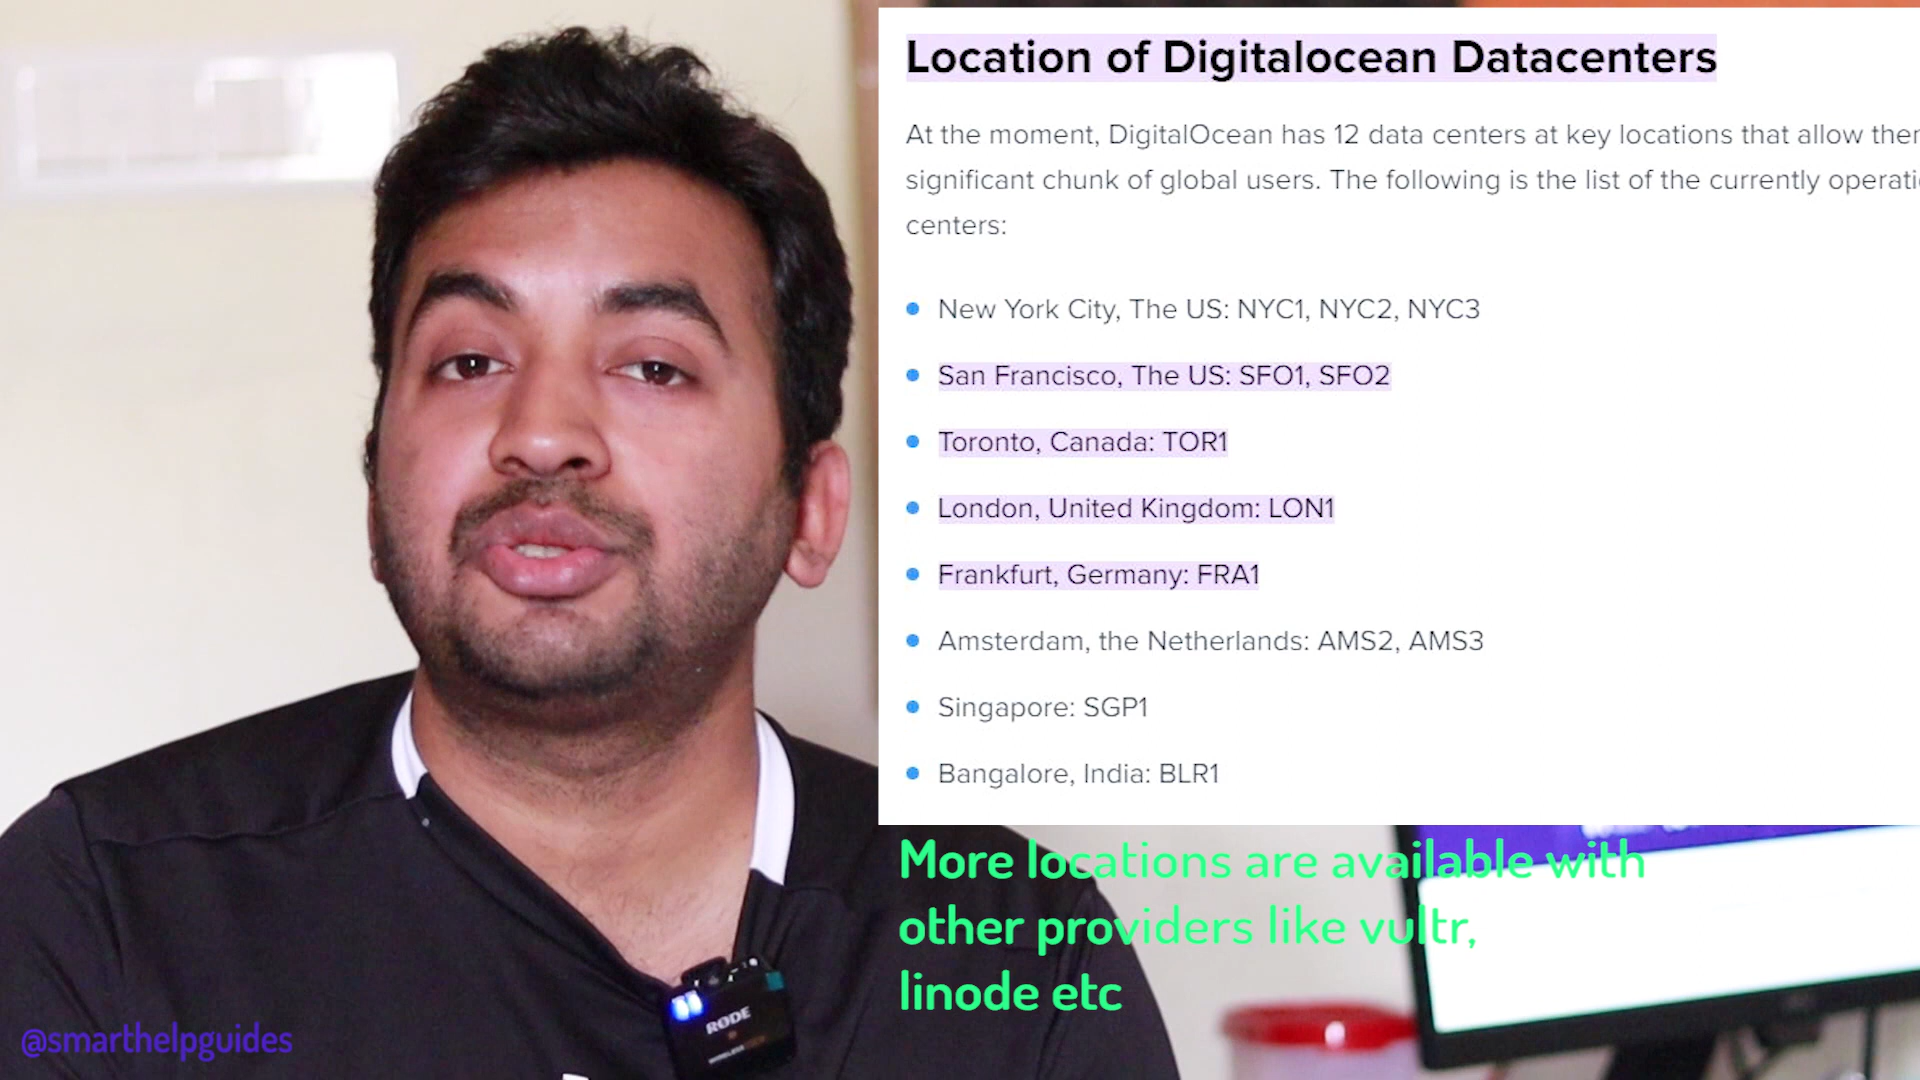 Location of Digitalocean Datacenters
At the moment, DigitalOcean has 12 data centers at key locations that allow
significant chunk of global users. The following is the list of the currently
centers:
New York City, The US: NYC1, NYC2, NYC3
San Francisco, The US: SFO1, SFO2
Toronto, Canada: TOR1
London, United Kingdom: LON1
Frankfurt, Germany: FRA1
Amsterdam, the Netherlands: AMS2, AMS3
Singapore: SGP1
Bangalore, India: BLR1
More locations are available with
other providers like vultr,
linode etc
RØDE
@smarthelpguides